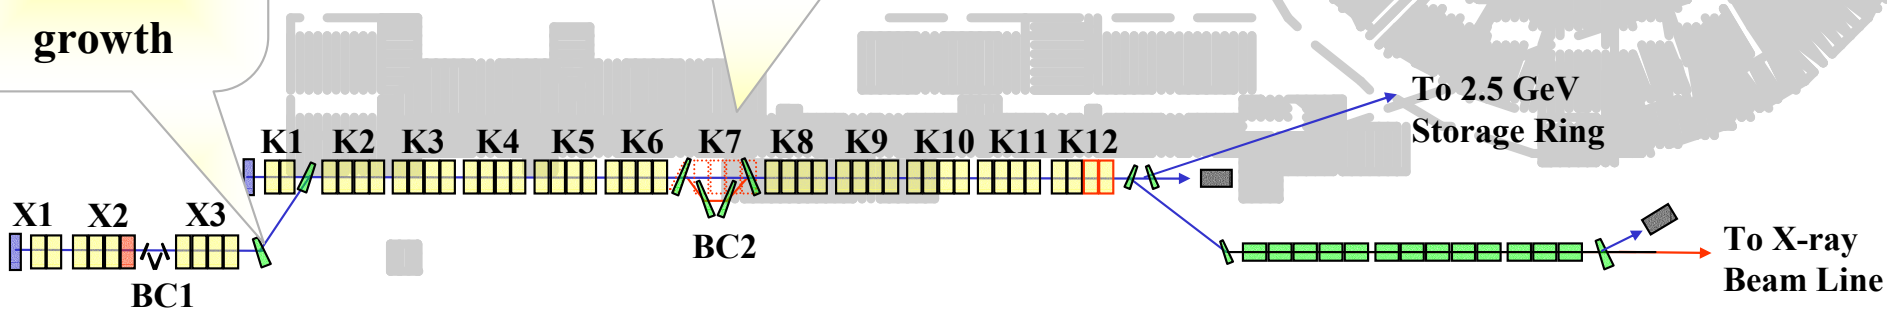 growth
To 2.5 GeV
Storage Ring
K1 K2 K3 K4 K5 K6 K7 K8 K9 K10 K11 K12
X1 X2 X3
BC2
BC1
To X-ray
Beam Line